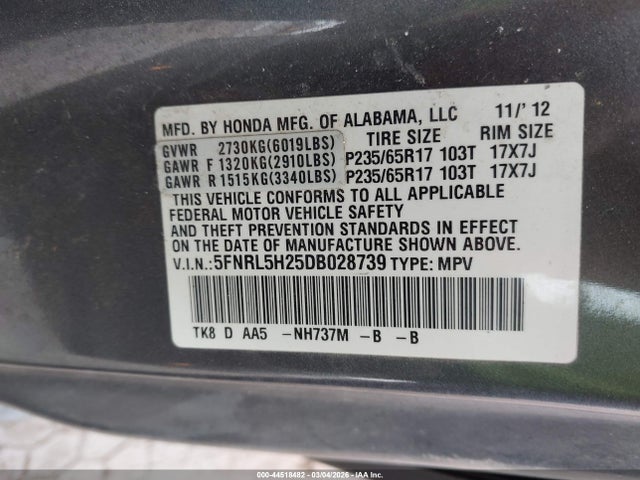 MFD. BY HONDA MFG. OF ALABAMA, LLC 11/'12
GVWR 2730KG(6019LBS) TIRE SIZE RIM SIZE
GAWR F 1320KG(2910LBS) P235/65R17 103T 17X7J
GAWR R 1515KG(3340LBS) P235/65R17 103T 17X7J
THIS VEHICLE CONFORMS TO ALL APPLICABLE
FEDERAL MOTOR VEHICLE SAFETY
AND THEFT PREVENTION STANDARDS IN EFFECT
ON THE DATE OF MANUFACTURE SHOWN ABOVE.
V.I.N.:5FNRL5H25DB028739 TYPE: MPV
TK8 D AA5 -NH737M -B -B
000-44518482 - 03/04/2026 - IAA Inc.